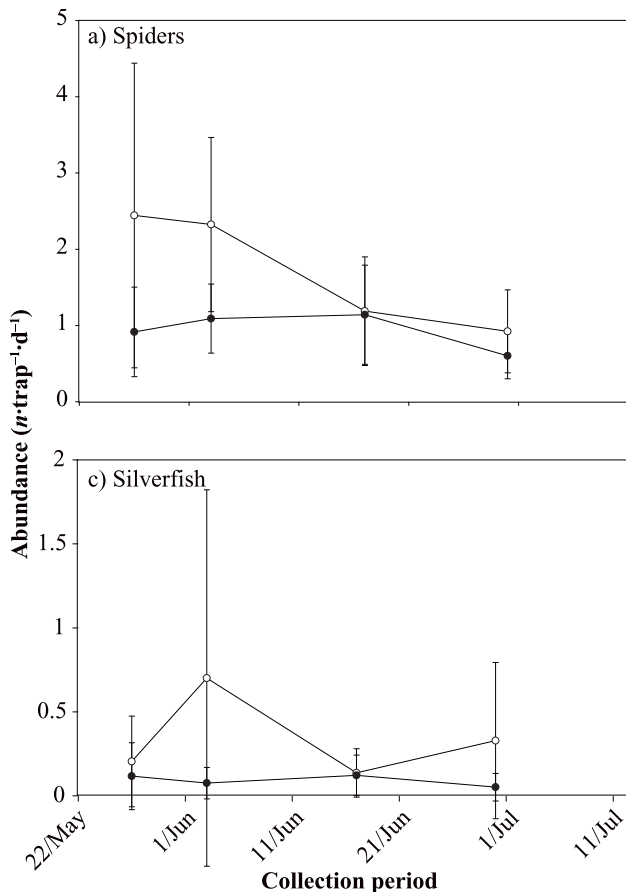 a) Spiders
5
4
3
2
1
0
Abundance (n·trap⁻¹·d⁻¹)
c) Silverfish
2
1.5
1
0.5
0
22/May
1/Jun
11/Jun
21/Jun
1/Jul
11/Jul
Collection period